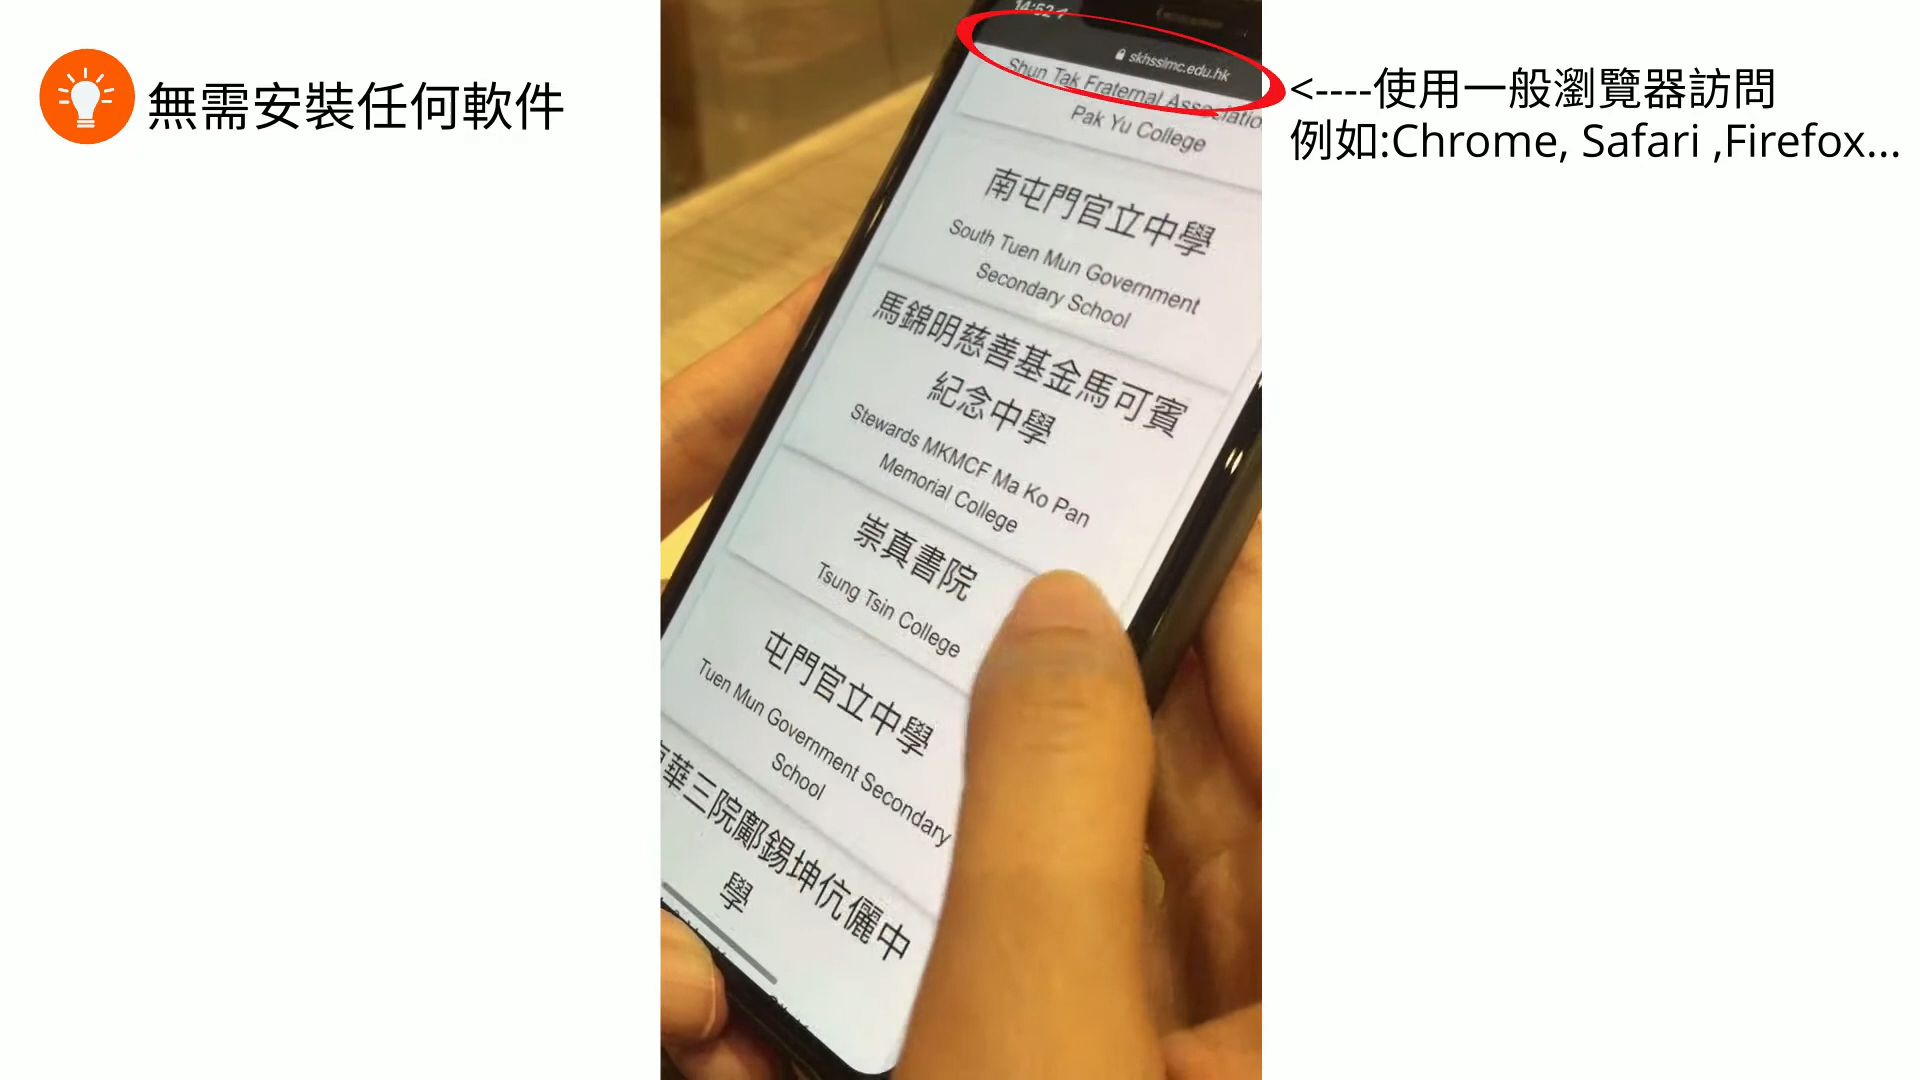 無需安裝任何軟件
<----使用一般瀏覽器訪問
例如:Chrome, Safari ,Firefox...
14:52
skhsslmc.edu.hk
Shun Tak Fraternal Associatio
Pak Yu College
南屯門官立中學
South Tuen Mun Government
Secondary School
馬錦明慈善基金馬可賓
紀念中學
Stewards MKMCF Ma Ko Pan
Memorial College
崇真書院
Tsung Tsin College
屯門官立中學
Tuen Mun Government Secondary
School
華三院鄺錫坤伉儷中
學